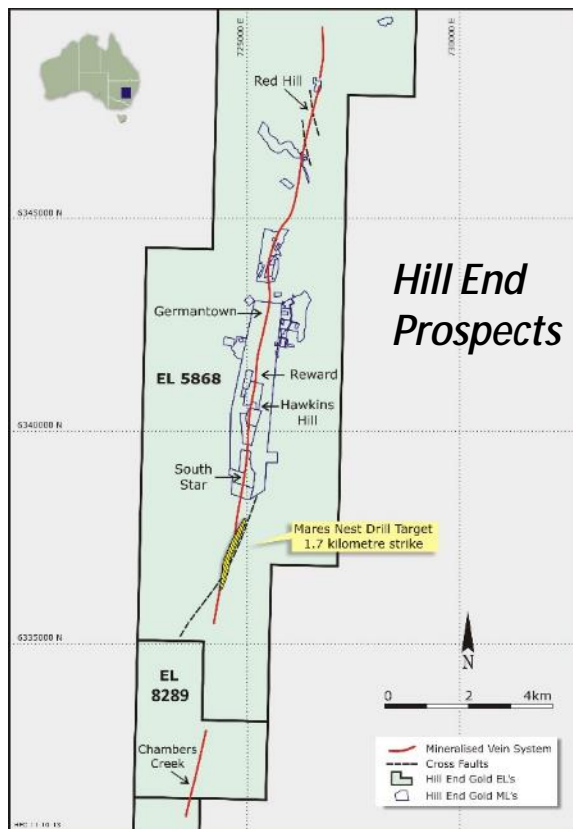 725000 E
730000 E
Red Hill
6345000 N
Hill End
Prospects
Germantown
EL 5868
Reward
Hawkins
Hill
6340000 N
South
Star
Mares Nest Drill Target
1.7 kilometre strike
6335000 N
EL
8289
N
0 2 4km
Chambers
Creek
Mineralised Vein System
Cross Faults
Hill End Gold EL's
Hill End Gold ML's